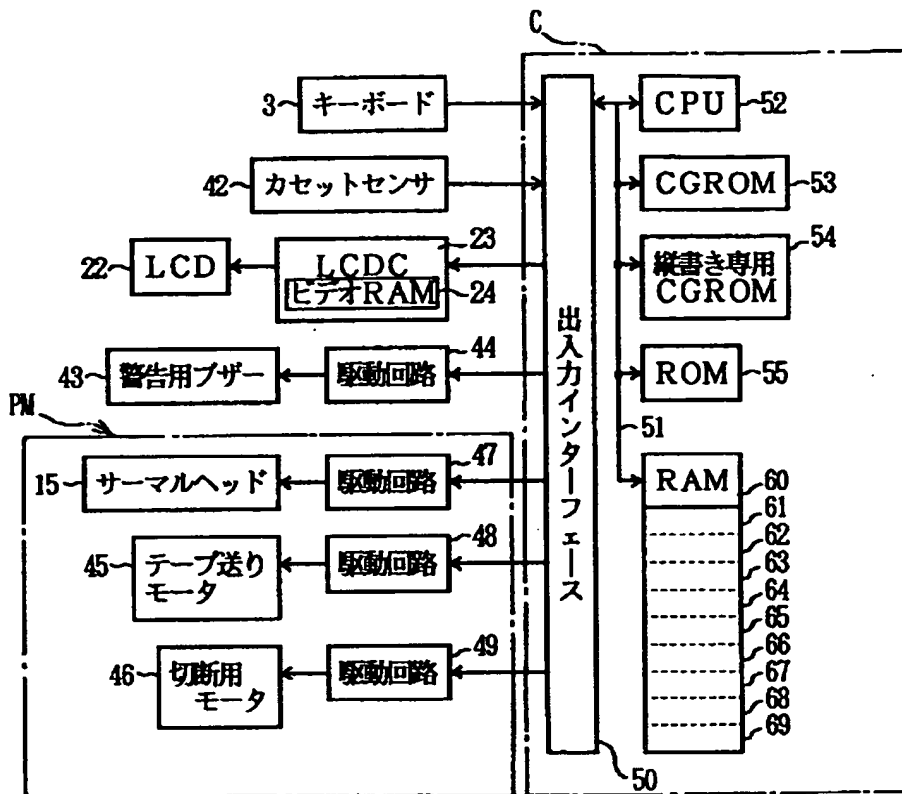 C
3 キーボード
CPU 52
42 カセットセンサ
CGROM 53
22 LCD
LCDC 23
ビデオRAM 24
縦書き専用 54
CGROM
43 警告用ブザー
駆動回路 44
ROM 55
出入力インターフェース
51
PM
15 サーマルヘッド
駆動回路 47
RAM 60
61
62
63
64
65
66
67
68
69
45 テープ送り
モータ
駆動回路 48
46 切断用
モータ
駆動回路 49
50